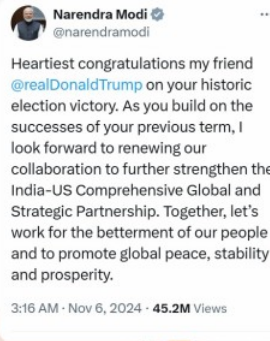 Narendra Modi
@narendramodi
Heartiest congratulations my friend
@realDonaldTrump on your historic
election victory. As you build on the
successes of your previous term, I
look forward to renewing our
collaboration to further strengthen the
India-US Comprehensive Global and
Strategic Partnership. Together, let’s
work for the betterment of our people
and to promote global peace, stability
and prosperity.
3:16 AM · Nov 6, 2024 · 45.2M Views